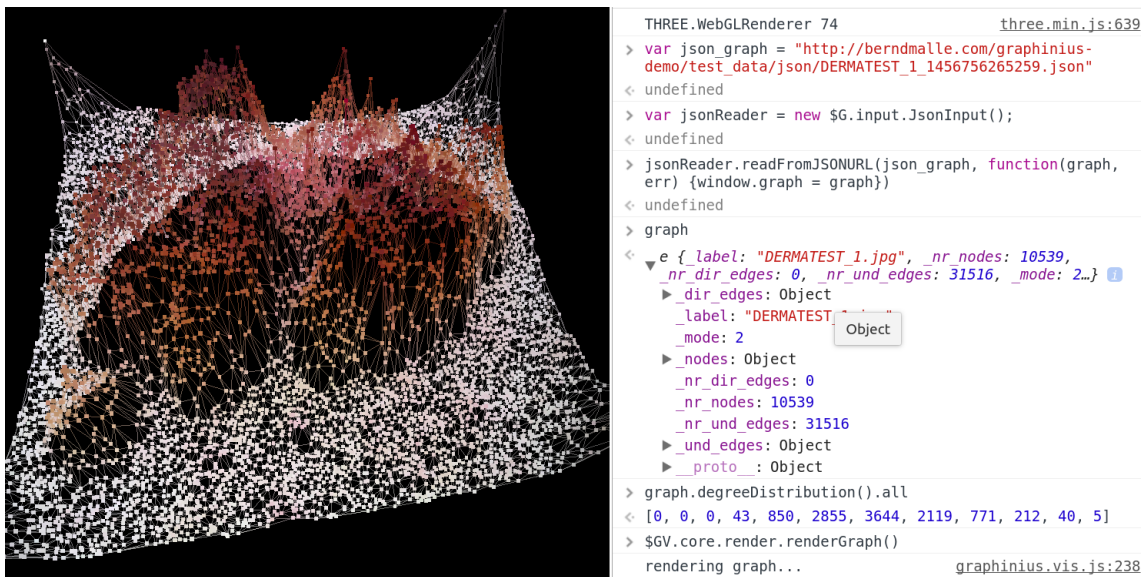 THREE.WebGLRenderer 74 three.min.js:639
> var json_graph = "http://berndmalle.com/graphinius-
demo/test_data/json/DERMATEST_1_1456756265259.json"
undefined
> var jsonReader = new $G.input.JsonInput();
undefined
> jsonReader.readFromJSONURL(json_graph, function(graph,
err) {window.graph = graph})
undefined
> graph
e {_label: "DERMATEST_1.jpg", _nr_nodes: 10539,
_nr_dir_edges: 0, _nr_und_edges: 31516, _mode: 2…} i
_dir_edges: Object
_label: "DERMATEST
Object
_mode: 2
_nodes: Object
_nr_dir_edges: 0
_nr_nodes: 10539
_nr_und_edges: 31516
_und_edges: Object
__proto__: Object
> graph.degreeDistribution().all
[0, 0, 0, 43, 850, 2855, 3644, 2119, 771, 212, 40, 5]
> $GV.core.render.renderGraph()
rendering graph... graphinius.vis.js:238